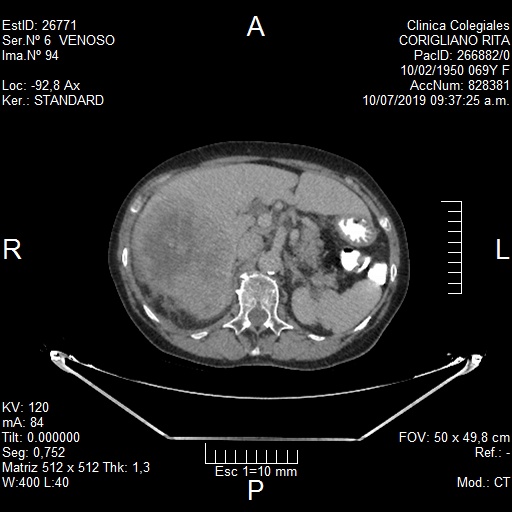 EstID: 26771
Ser.Nº 6 VENOSO
Ima.Nº 94
Loc: -92,8 Ax
Ker.: STANDARD
A
Clinica Colegiales
CORIGLIANO RITA
PacID: 266882/0
10/02/1950 069Y F
AccNum: 828381
10/07/2019 09:37:25 a.m.
R
L
KV: 120
mA: 84
Tilt: 0.000000
Seg: 0,752
Matriz 512 x 512 Thk: 1,3
W:400 L:40
Esc 1=10 mm
P
FOV: 50 x 49,8 cm
Ref.: -
Mod.: CT